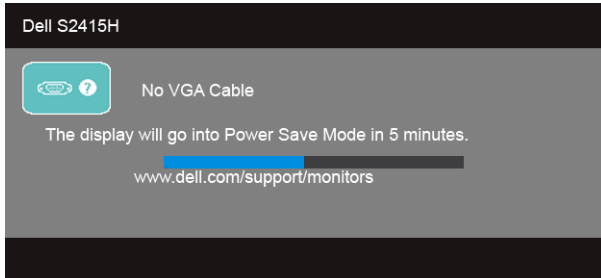 Dell S2415H
No VGA Cable
The display will go into Power Save Mode in 5 minutes.
www.dell.com/support/monitors